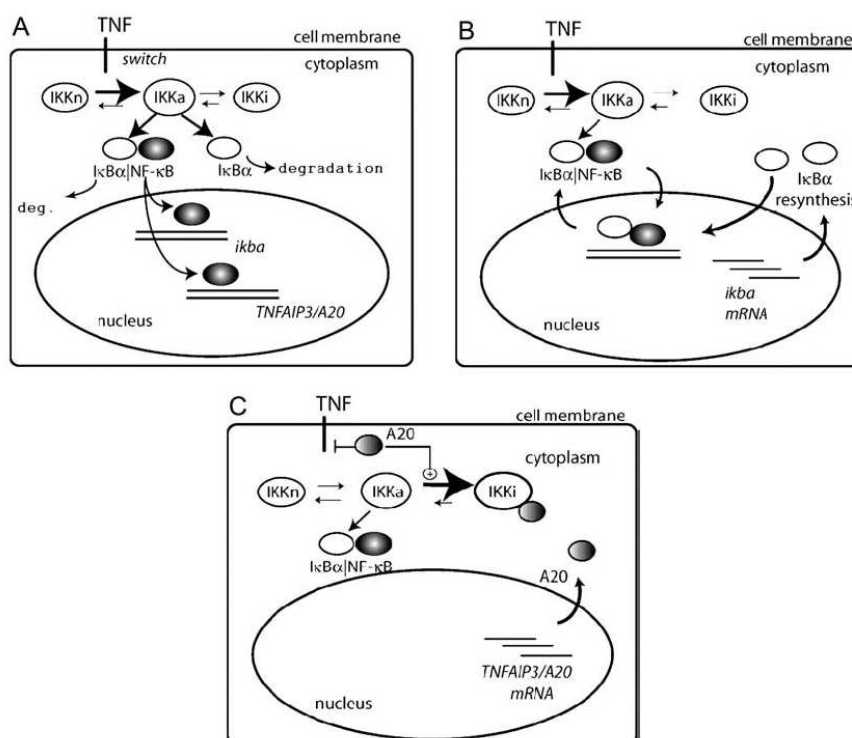 A
TNF
cell membrane
switch
cytoplasm
IKKn
IKKa
IKKi
IκBα|NF-κB
IκBα
degradation
deg.
ikba
TNFAIP3/A20
nucleus
B
TNF
cell membrane
cytoplasm
IKKn
IKKa
IKKi
IκBα|NF-κB
IκBα
resynthesis
ikba
mRNA
nucleus
C
TNF
cell membrane
A20
cytoplasm
+
IKKn
IKKa
IKKi
IκBα|NF-κB
A20
TNFAIP3/A20
mRNA
nucleus